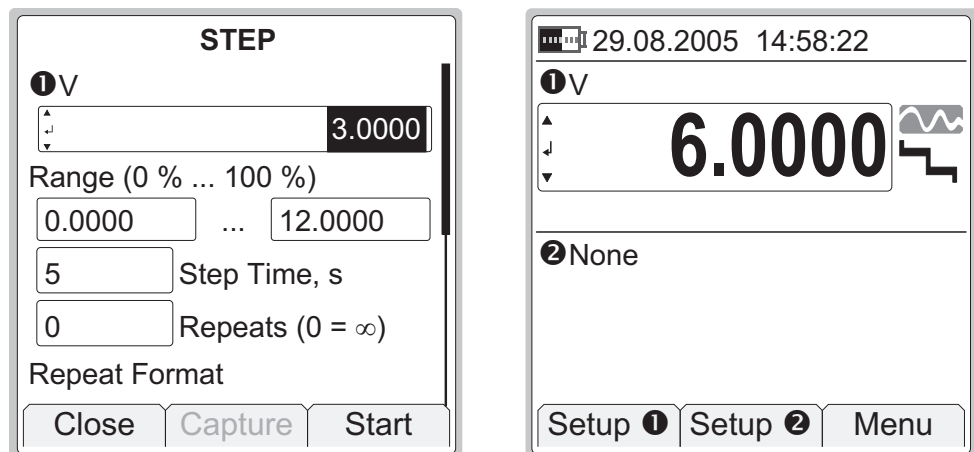 STEP
❶V
3.0000
Range (0 % ... 100 %)
0.0000 ... 12.0000
5 Step Time, s
0 Repeats (0 = ∞)
Repeat Format
Close Capture Start
29.08.2005 14:58:22
❶V
6.0000
❷None
Setup ❶ Setup ❷ Menu